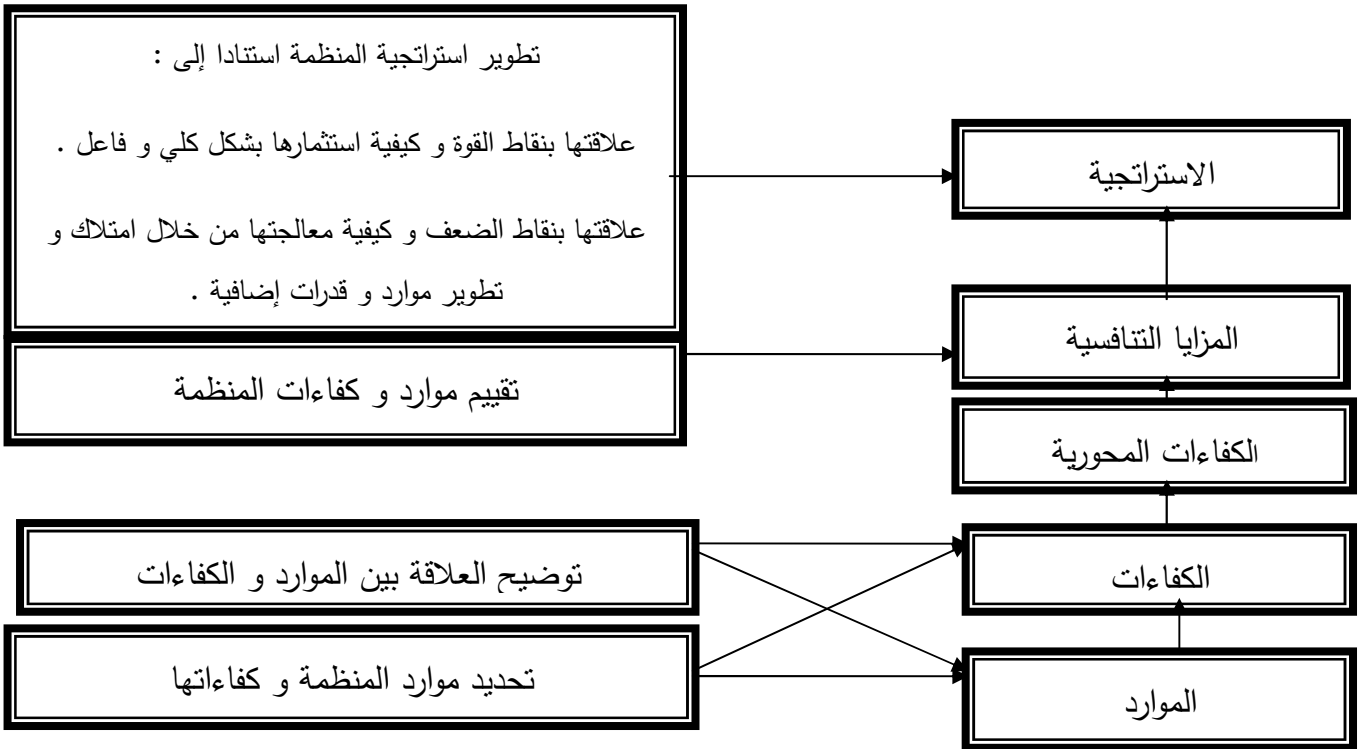 تطوير استراتجية المنظمة استنادا إلى :
علاقتها بنقاط القوة و كيفية استثمارها بشكل كلي و فاعل .
علاقتها بنقاط الضعف و كيفية معالجتها من خلال امتلاك و
تطوير موارد و قدرات إضافية .
الاستراتجية
المزايا التنافسية
تقييم موارد و كفاءات المنظمة
الكفاءات المحورية
توضيح العلاقة بين الموارد و الكفاءات
الكفاءات
تحديد موارد المنظمة و كفاءاتها
الموارد